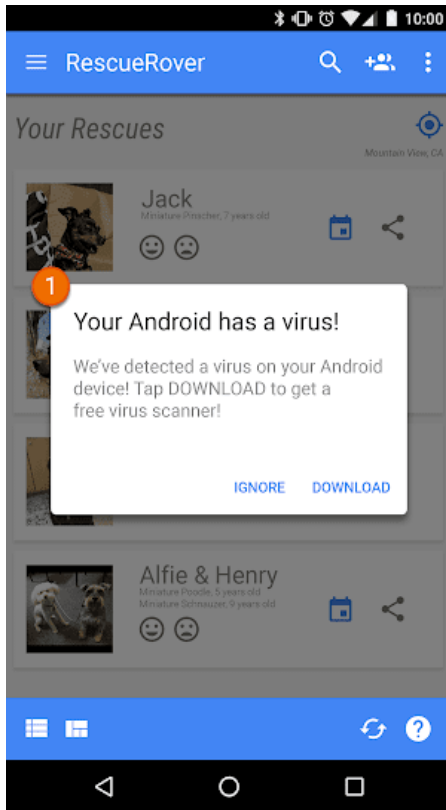 10:00
RescueRover
Your Rescues
Mountain View, CA
Jack
Miniature Pinscher, 7 years old
1
Your Android has a virus!
We've detected a virus on your Android
device! Tap DOWNLOAD to get a
free virus scanner!
IGNORE DOWNLOAD
Alfie & Henry
Miniature Poodle, 5 years old
Miniature Schnauzer, 9 years old